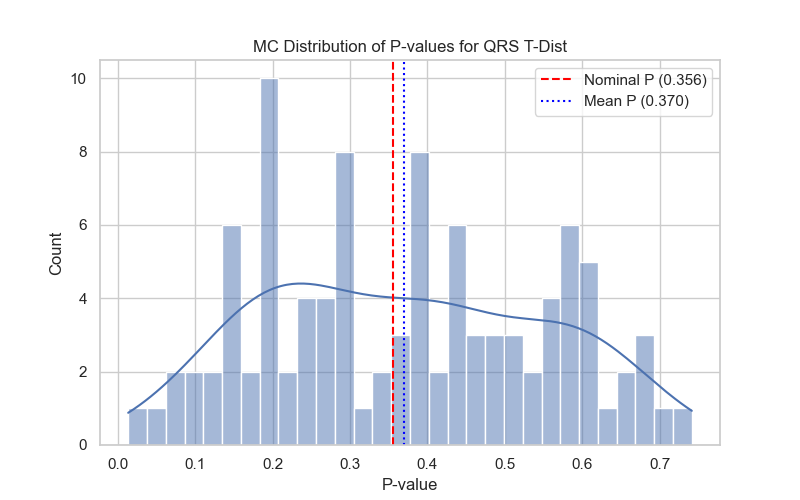 MC Distribution of P-values for QRS T-Dist
Nominal P (0.356)
Mean P (0.370)
Count
10
8
6
4
2
0
0.0 0.1 0.2 0.3 0.4 0.5 0.6 0.7
P-value